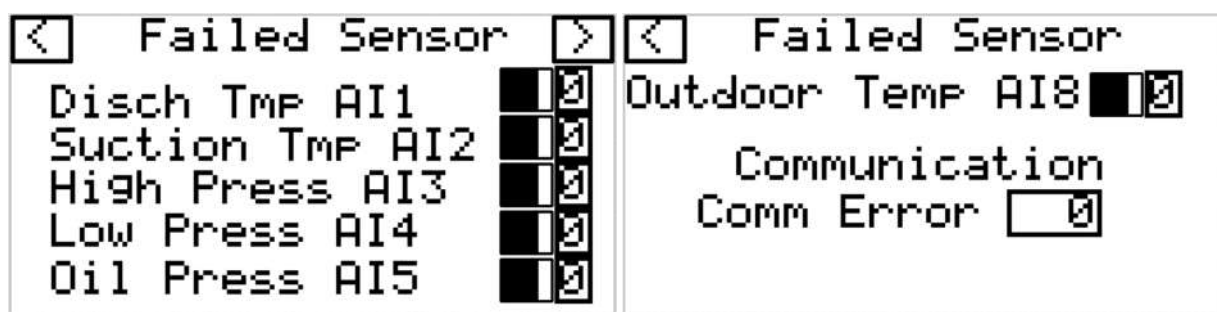 < Failed Sensor >
Disch Tmp AI1 0
Suction Tmp AI2 0
High Press AI3 0
Low Press AI4 0
Oil Press AI5 0
< Failed Sensor
Outdoor Temp AI8 0
Communication
Comm Error 0